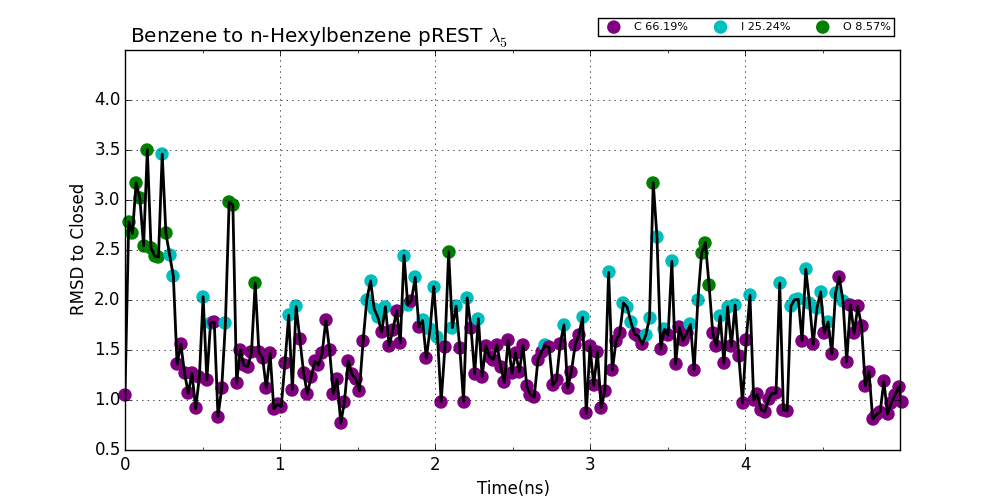 Benzene to n-Hexylbenzene pREST λ5
C 66.19% I 25.24% O 8.57%
4.0
3.5
3.0
2.5
2.0
1.5
1.0
0.5
RMSD to Closed
0 1 2 3 4
Time(ns)